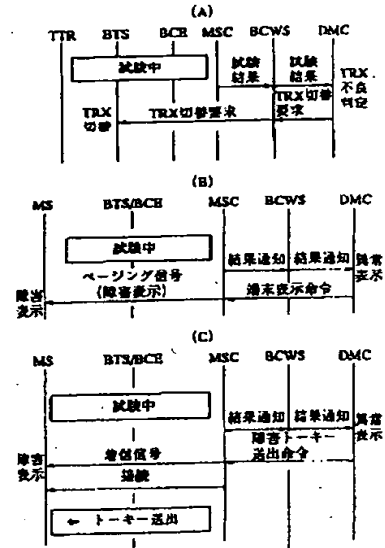 (A)
TTR BTS BCE MSC BCWS DMC
試験中
試験結果
試験結果
TRX不良判定
TRX切替要求
TRX切替要求
TRX切替
(B)
MS BTS/BCE MSC BCWS DMC
試験中
結果通知 結果通知 異常表示
ページング信号
(障害表示)
端末表示命令
障害表示
(C)
MS BTS/BCE MSC BCWS DMC
試験中
結果通知 結果通知 異常表示
障害トーキー
送出命令
着信信号
障害表示
接続
← トーキー送出